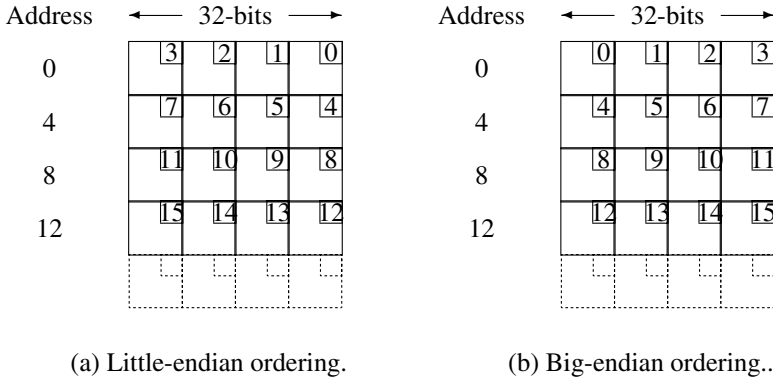 Address 32-bits
0 3 2 1 0
4 7 6 5 4
8 11 10 9 8
12 15 14 13 12
(a) Little-endian ordering.
Address 32-bits
0 0 1 2 3
4 4 5 6 7
8 8 9 10 11
12 12 13 14 15
(b) Big-endian ordering..